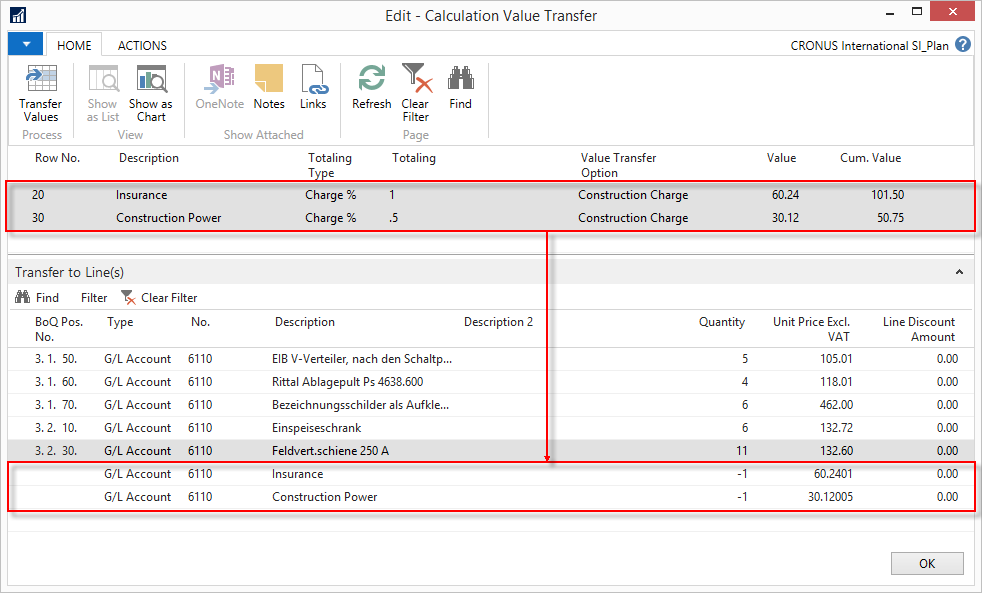 Edit - Calculation Value Transfer
HOME ACTIONS CRONUS International SI_Plan ?
Transfer Values Show as List Show as Chart OneNote Notes Links Refresh Clear Filter Find
Process View Show Attached Page
Row No. Description Totaling Type Totaling Value Transfer Option Value Cum. Value
20 Insurance Charge % 1 Construction Charge 60.24 101.50
30 Construction Power Charge % .5 Construction Charge 30.12 50.75
Transfer to Line(s)
Find Filter Clear Filter
BoQ Pos. No. Type No. Description Description 2 Quantity Unit Price Excl. VAT Line Discount Amount
3. 1. 50. G/L Account 6110 EIB V-Verteiler, nach den Schaltp... 5 105.01 0.00
3. 1. 60. G/L Account 6110 Rittal Ablagepult Ps 4638.600 4 118.01 0.00
3. 1. 70. G/L Account 6110 Bezeichnungsschilder als Aufkle... 6 462.00 0.00
3. 2. 10. G/L Account 6110 Einspeiseschrank 6 132.72 0.00
3. 2. 30. G/L Account 6110 Feldvert.schiene 250 A 11 132.60 0.00
G/L Account 6110 Insurance -1 60.2401 0.00
G/L Account 6110 Construction Power -1 30.12005 0.00
OK